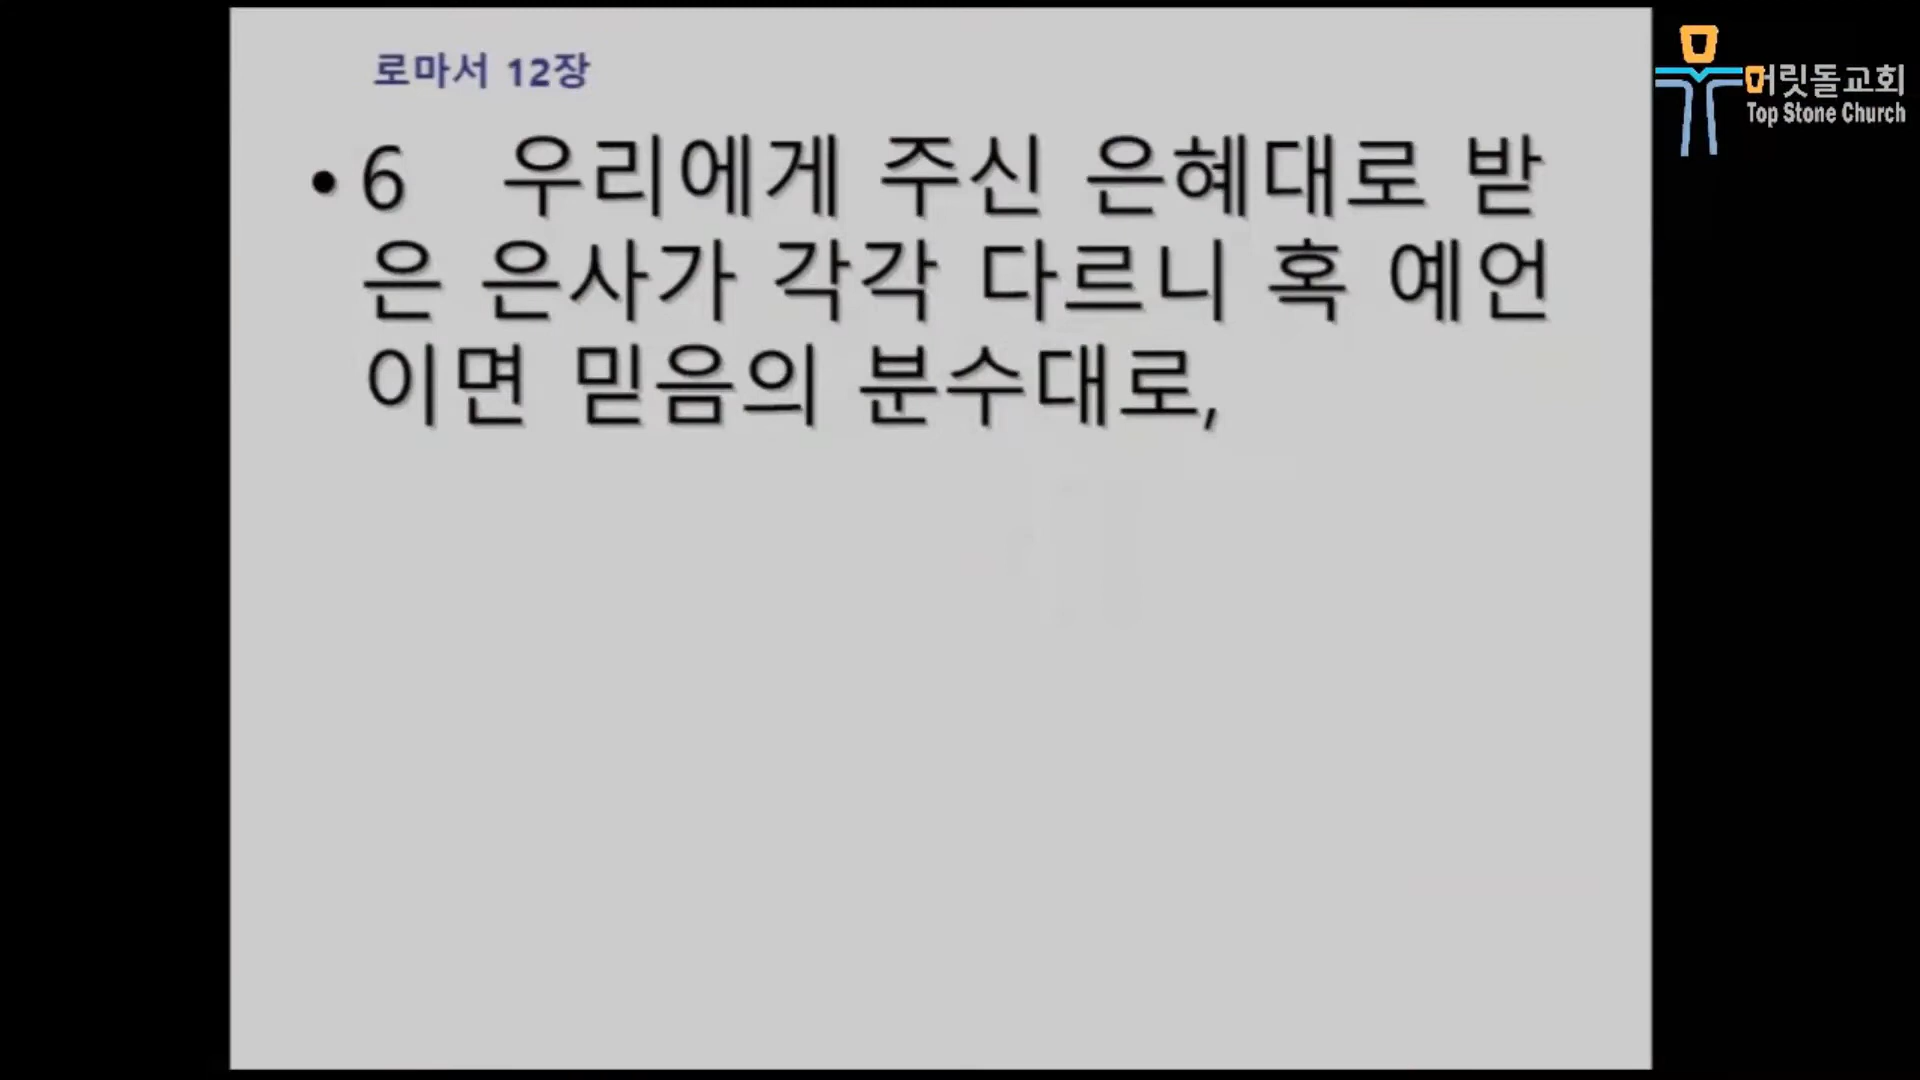 로마서 12장
• 6 우리에게 주신 은혜대로 받
은 은사가 각각 다르니 혹 예언
이면 믿음의 분수대로,
머릿돌교회
Top Stone Church